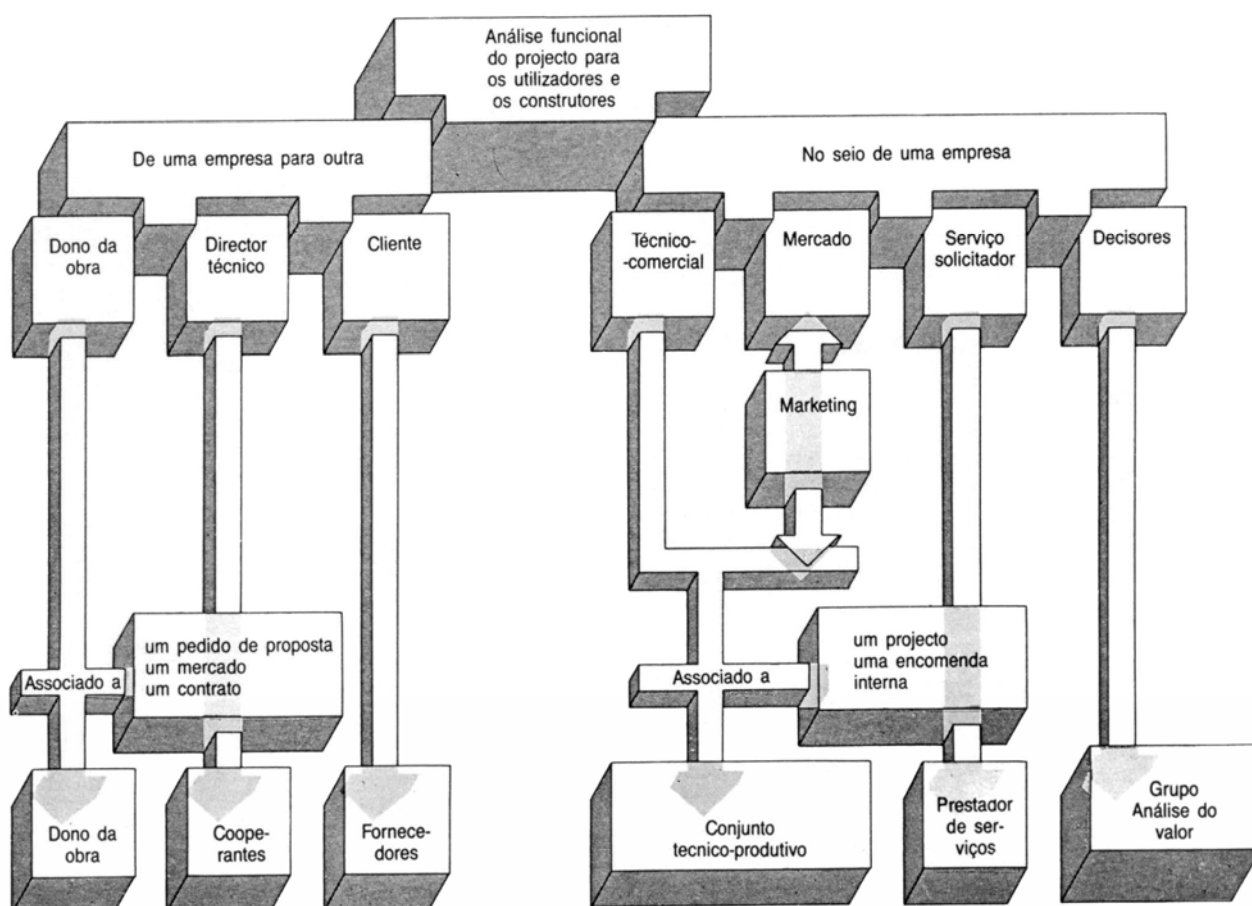 Análise funcional
do projecto para
os utilizadores e
os construtores
De uma empresa para outra
No seio de uma empresa
Dono da
obra
Director
técnico
Cliente
Técnico-
-comercial
Mercado
Serviço
solicitador
Decisores
Marketing
um pedido de proposta
um mercado
um contrato
Associado a
um projecto
uma encomenda
interna
Associado a
Dono da
obra
Coope-
rantes
Fornece-
dores
Conjunto
tecnico-produtivo
Prestador
de ser-
viços
Grupo
Análise do
valor